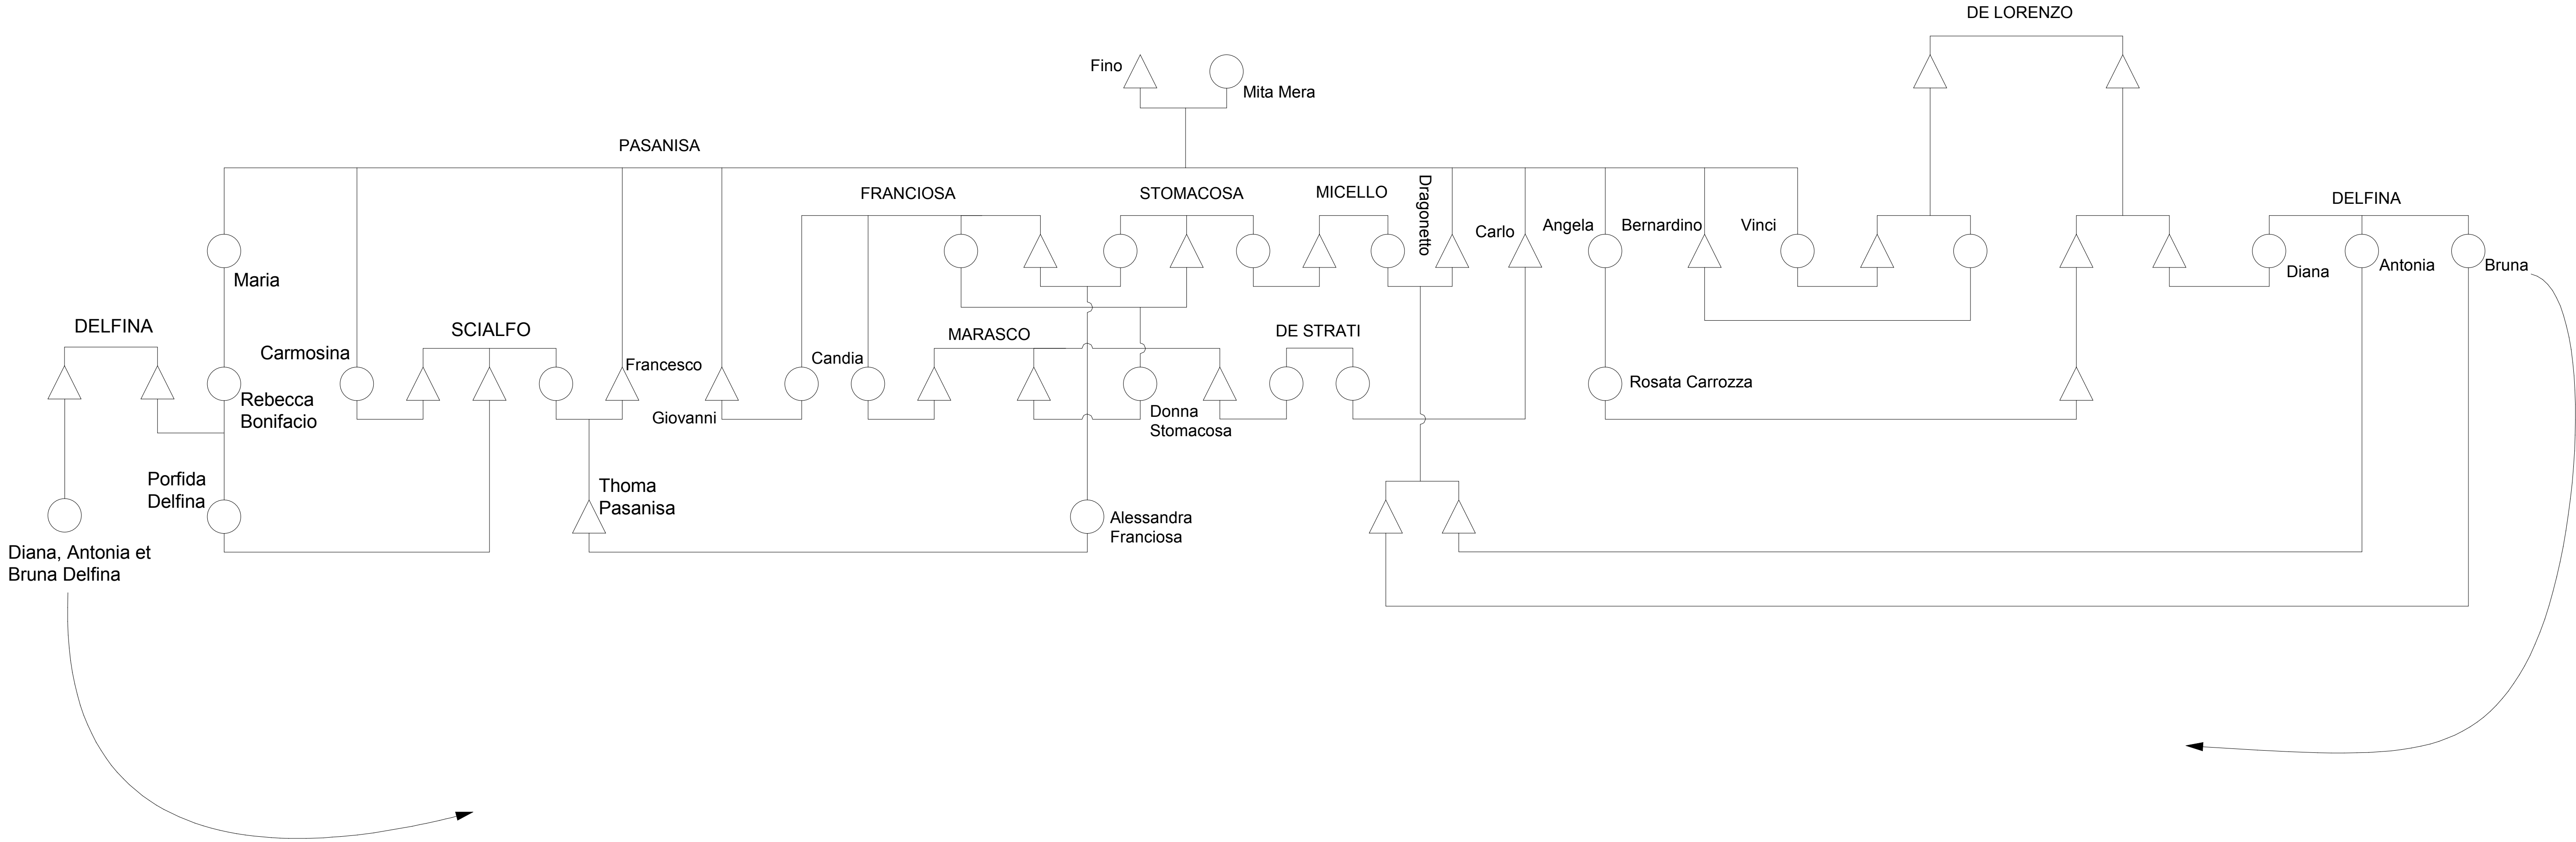 DE LORENZO
Fino
Mita Mera
PASANISA
FRANCIOSA
STOMACOSA
MICELLO
Dragonetto
DELFINA
Carlo
Angela
Bernardino
Vinci
Maria
Diana
Antonia
Bruna
DELFINA
SCIALFO
MARASCO
DE STRATI
Carmosina
Francesco
Candia
Rosata Carrozza
Rebecca
Bonifacio
Giovanni
Donna
Stomacosa
Porfida
Delfina
Thoma
Pasanisa
Alessandra
Franciosa
Diana, Antonia et
Bruna Delfina